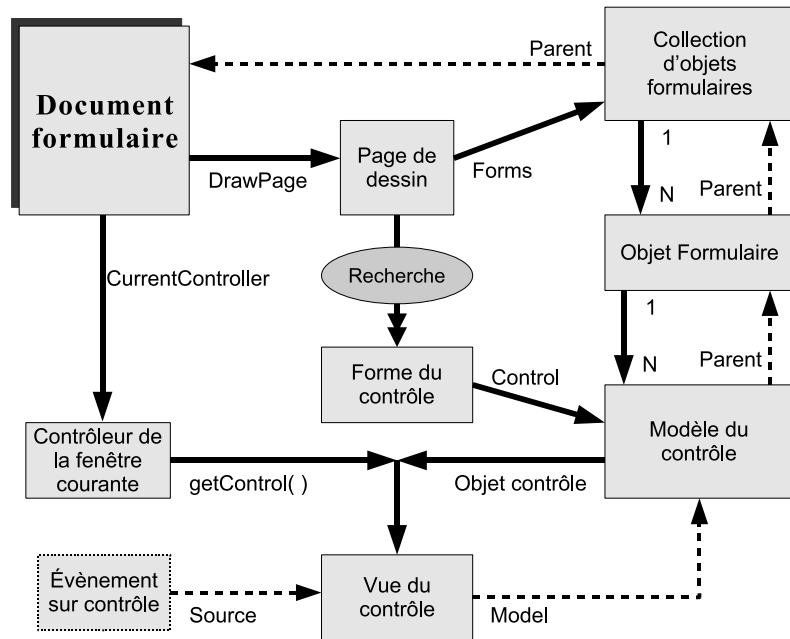 Document
formulaire
Parent
Collection
d'objets
formulaires
DrawPage
Page de
dessin
Forms
1
N
Parent
CurrentController
Recherche
Objet Formulaire
1
N
Parent
Forme du
contrôle
Control
Modèle du
contrôle
Contrôleur de
la fenêtre
courante
getControl( )
Objet contrôle
Évènement
sur contrôle
Source
Vue du
contrôle
Model